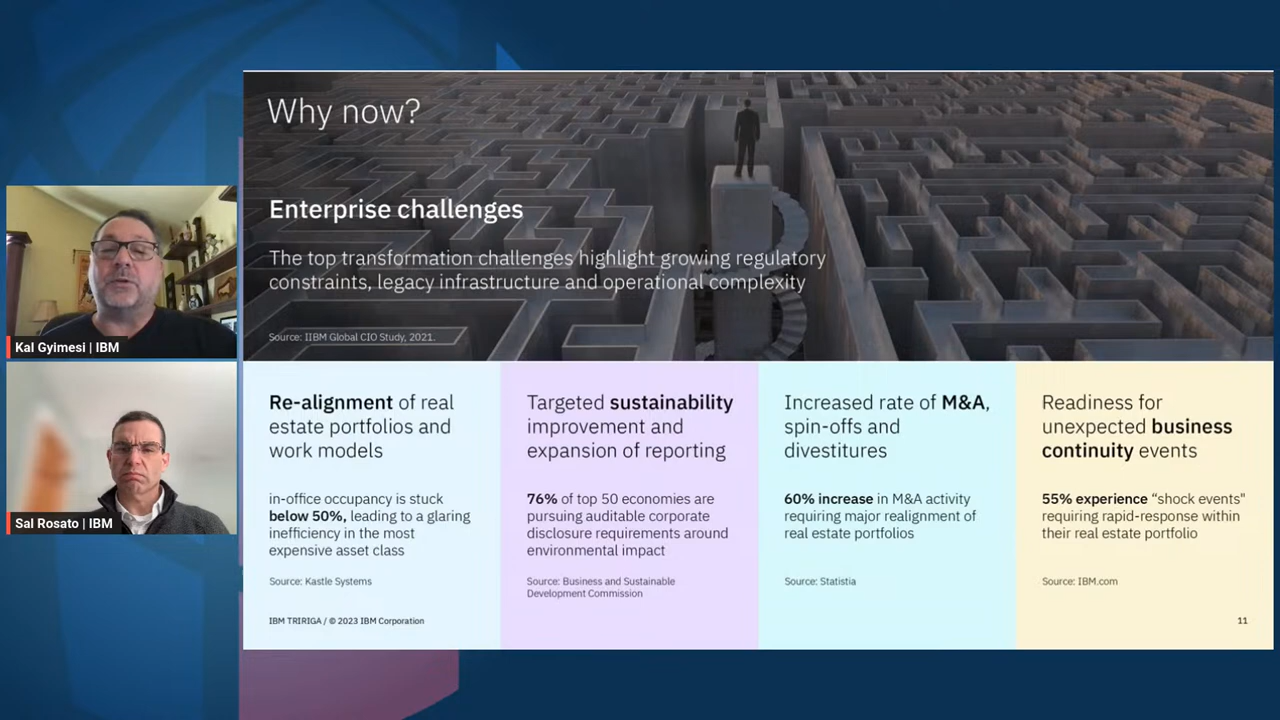 Why now?
Enterprise challenges
The top transformation challenges highlight growing regulatory
constraints, legacy infrastructure and operational complexity
Source: IIBM Global CIO Study, 2021.
Kal Gyimesi | IBM
Sal Rosato | IBM
Re-alignment of real
estate portfolios and
work models
in-office occupancy is stuck
below 50%, leading to a glaring
inefficiency in the most
expensive asset class
Source: Kastle Systems
IBM TRIRIGA / © 2023 IBM Corporation
Targeted sustainability
improvement and
expansion of reporting
76% of top 50 economies are
pursuing auditable corporate
disclosure requirements around
environmental impact
Source: Business and Sustainable
Development Commission
Increased rate of M&A,
spin-offs and
divestitures
60% increase in M&A activity
requiring major realignment of
real estate portfolios
Source: Statistia
Readiness for
unexpected business
continuity events
55% experience “shock events"
requiring rapid-response within
their real estate portfolio
Source: IBM.com
11